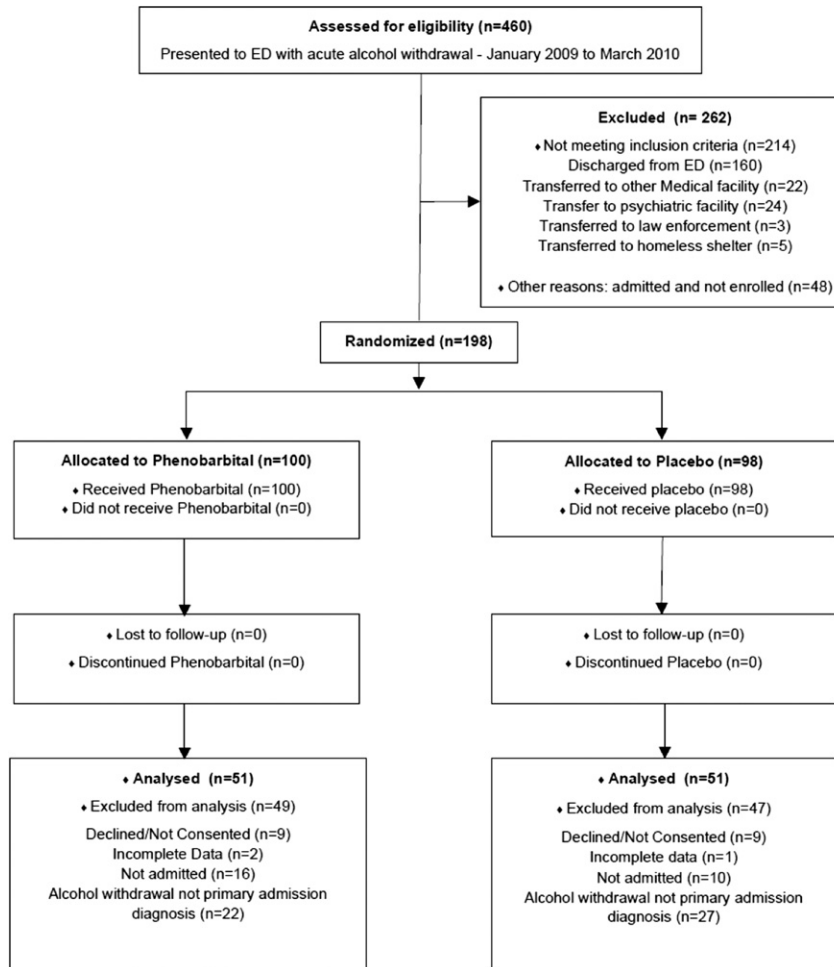 Assessed for eligibility (n=460)
Presented to ED with acute alcohol withdrawal - January 2009 to March 2010
Excluded (n= 262)
♦ Not meeting inclusion criteria (n=214)
Discharged from ED (n=160)
Transferred to other Medical facility (n=22)
Transfer to psychiatric facility (n=24)
Transferred to law enforcement (n=3)
Transferred to homeless shelter (n=5)
♦ Other reasons: admitted and not enrolled (n=48)
Randomized (n=198)
Allocated to Phenobarbital (n=100)
♦ Received Phenobarbital (n=100)
♦ Did not receive Phenobarbital (n=0)
Allocated to Placebo (n=98)
♦ Received placebo (n=98)
♦ Did not receive placebo (n=0)
♦ Lost to follow-up (n=0)
♦ Discontinued Phenobarbital (n=0)
♦ Lost to follow-up (n=0)
♦ Discontinued Placebo (n=0)
♦ Analysed (n=51)
♦ Excluded from analysis (n=49)
Declined/Not Consented (n=9)
Incomplete Data (n=2)
Not admitted (n=16)
Alcohol withdrawal not primary admission
diagnosis (n=22)
♦ Analysed (n=51)
♦ Excluded from analysis (n=47)
Declined/Not Consented (n=9)
Incomplete data (n=1)
Not admitted (n=10)
Alcohol withdrawal not primary admission
diagnosis (n=27)